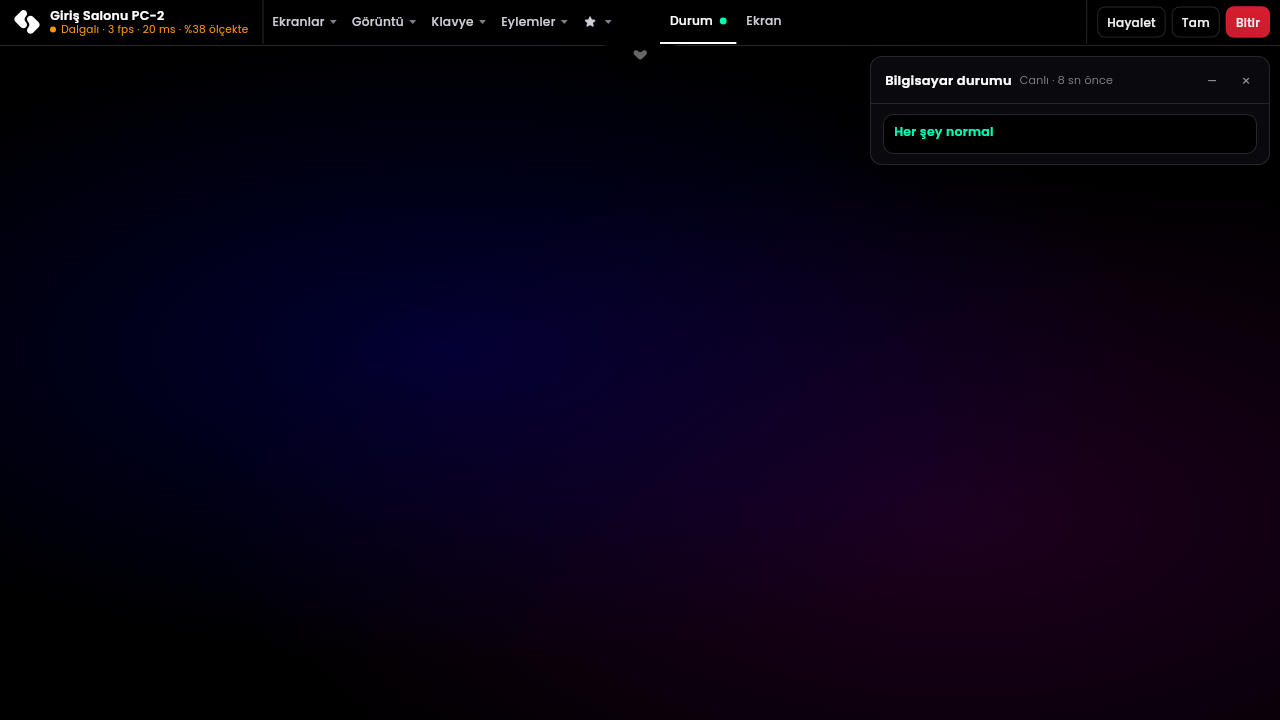 Giriş Salonu PC-2
Dalgalı · 3 fps · 20 ms · %38 ölçekte
Ekranlar
Görüntü
Klavye
Eylemler
Durum
Ekran
Hayalet
Tam
Bitir
Bilgisayar durumu
Canlı · 8 sn önce
Her şey normal